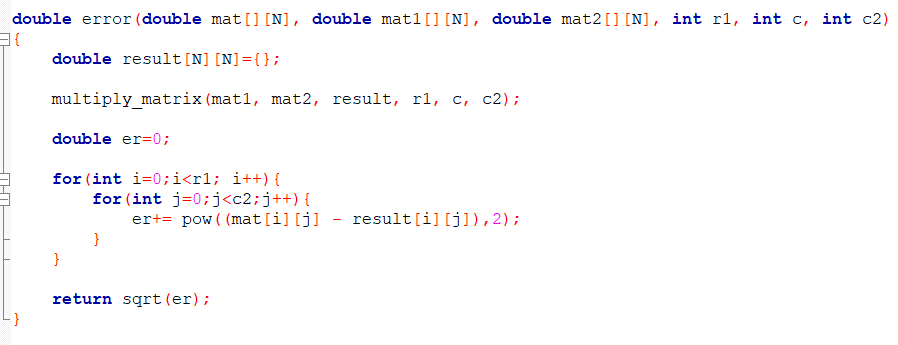 double error(double mat[][N], double mat1[][N], double mat2[][N], int r1, int c, int c2)
{
    double result[N][N]={};

    multiply_matrix(mat1, mat2, result, r1, c, c2);

    double er=0;

    for(int i=0;i<r1; i++){
        for(int j=0;j<c2;j++){
            er+= pow((mat[i][j] - result[i][j]),2);
        }
    }

    return sqrt(er);
}